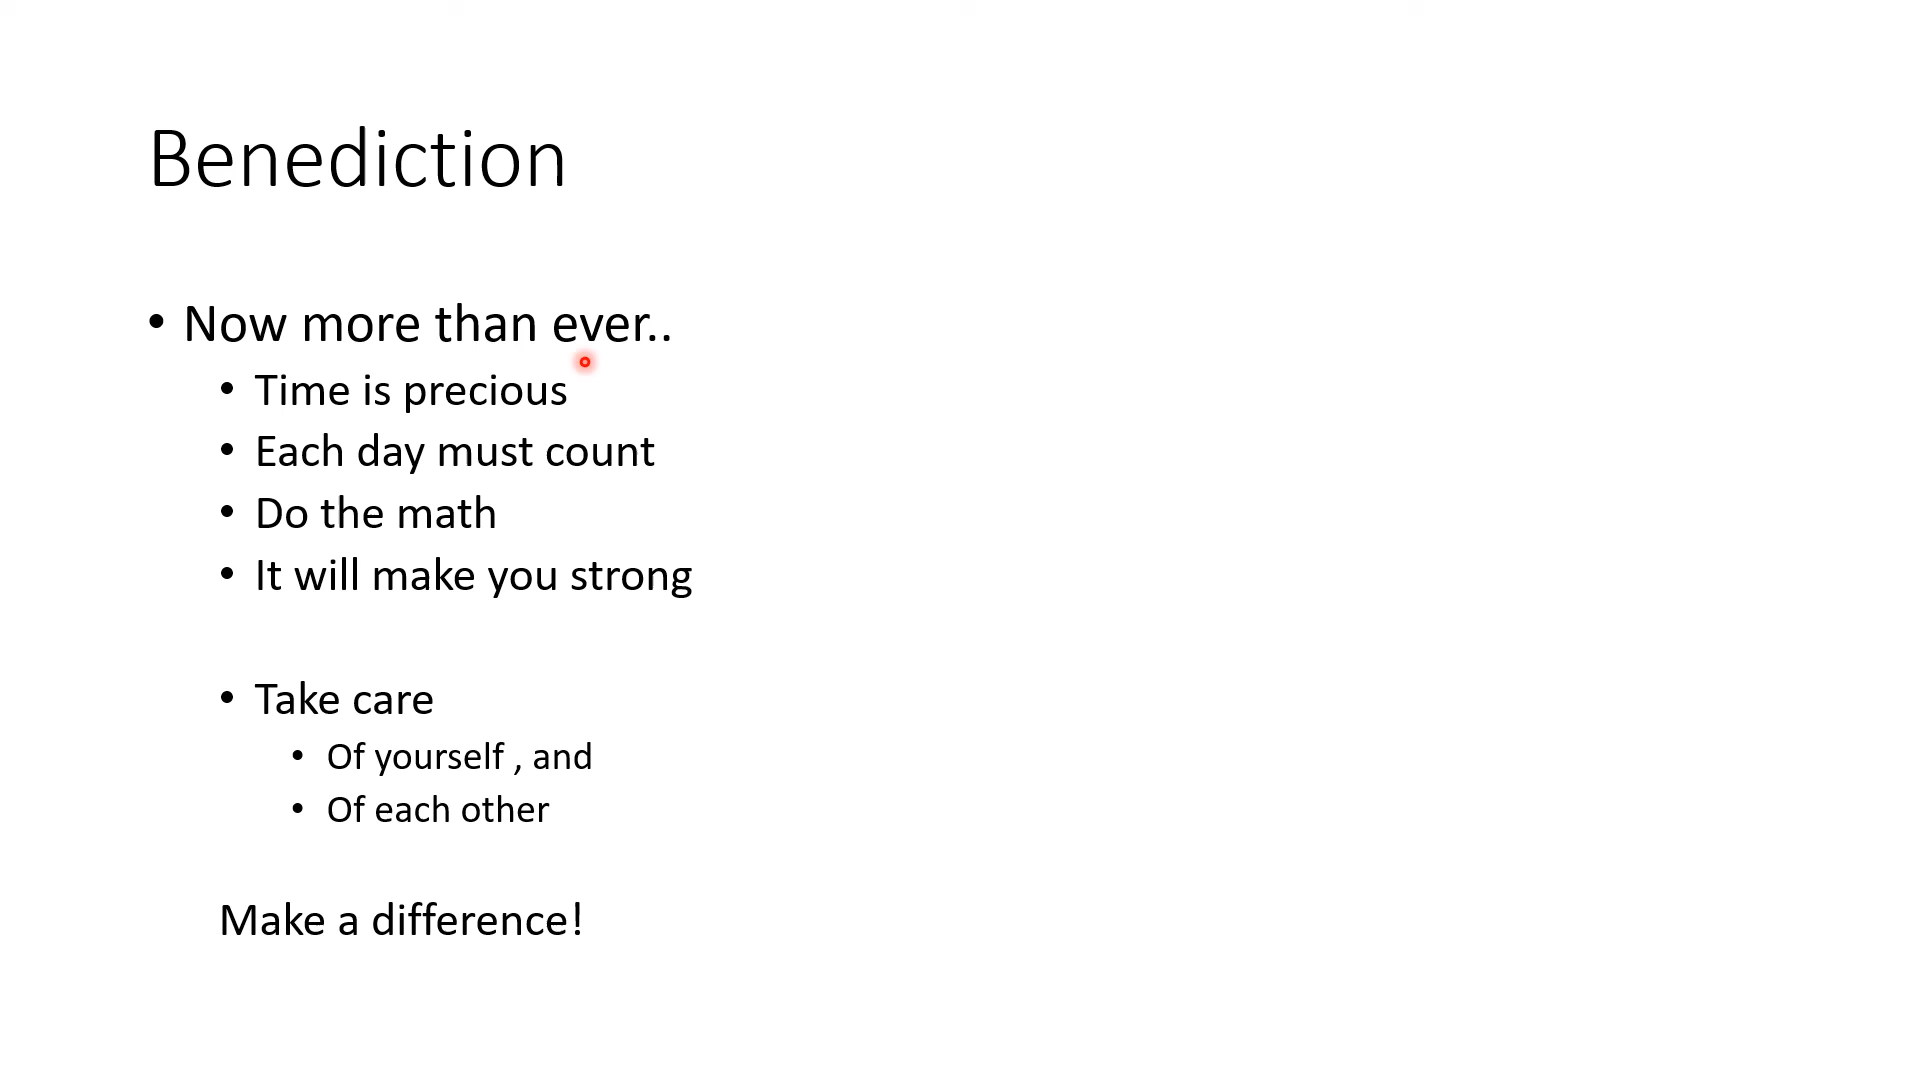 Benediction
• Now more than ever..
• Time is precious
• Each day must count
• Do the math
• It will make you strong
• Take care
• Of yourself , and
• Of each other
Make a difference!